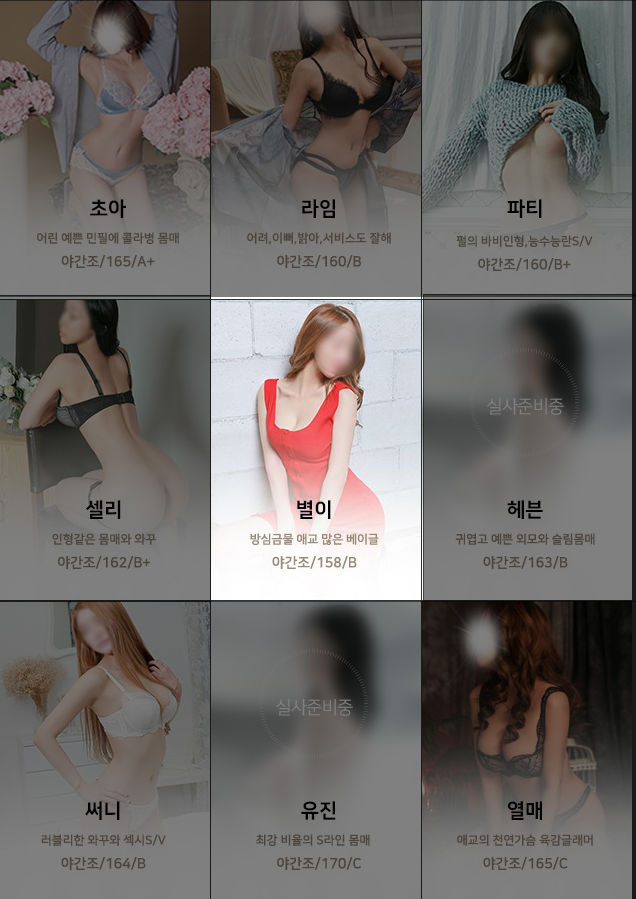 초아
어린 예쁜 민필에 콜라병 몸매
야간조/165/A+
라임
어려,이뻐,밝아,서비스도 잘해
야간조/160/B
파티
펄의 바비인형,능수능란S/V
야간조/160/B+
셀리
인형같은 몸매와 와꾸
야간조/162/B+
별이
방심금물 애교 많은 베이글
야간조/158/B
실사준비중
헤븐
귀엽고 예쁜 외모와 슬림몸매
야간조/163/B
써니
러블리한 와꾸와 섹시S/V
야간조/164/B
실사준비중
유진
최강 비율의 S라인 몸매
야간조/170/C
열매
애교의 천연가슴 육감글래머
야간조/165/C